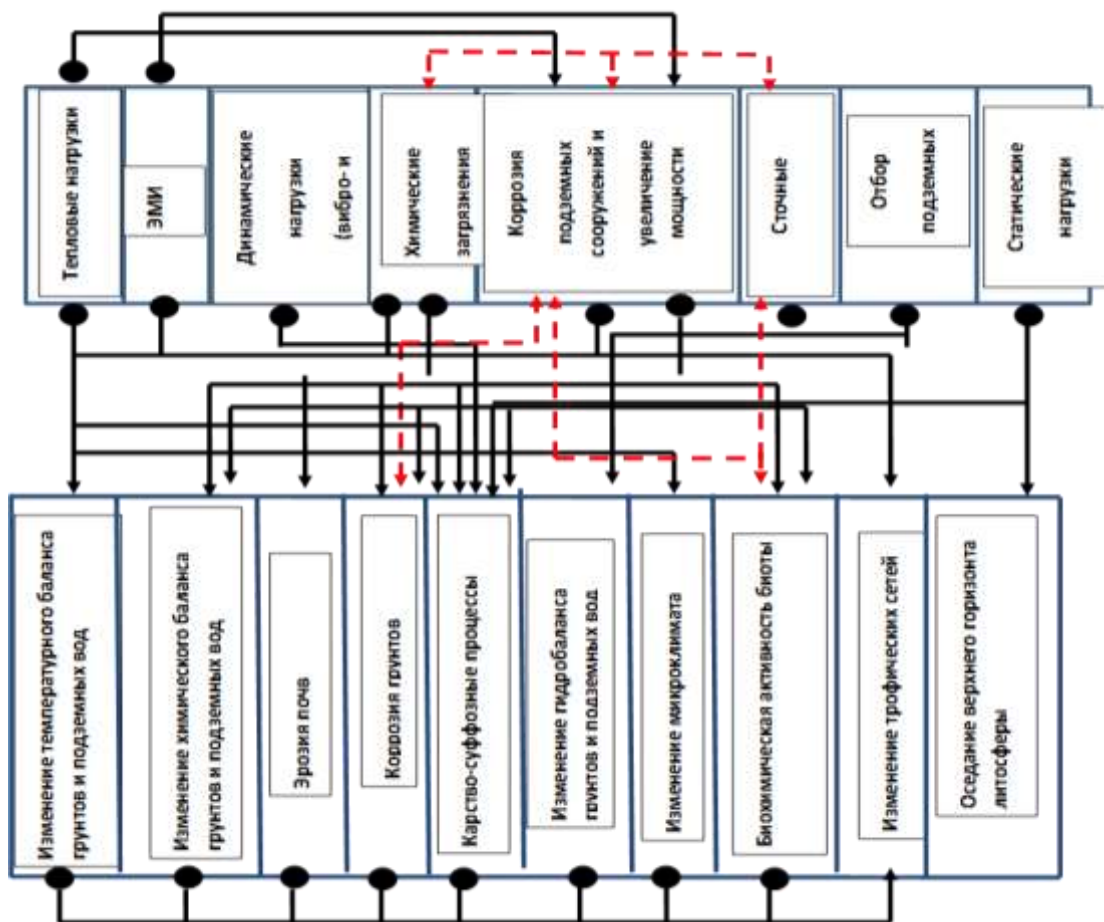 Тепловые нагрузки
ЭМИ
Динамические
нагрузки
(вибро- и
Химические
загрязнения
Коррозия
подземных
сооружений и
увеличение
мощности
Сточные
Отбор
подземных
Статические
нагрузки
Изменение температурного баланса
грунтов и подземных вод
Изменение химического баланса
грунтов и подземных вод
Эрозия почв
Коррозия грунтов
Карство-суффозные процессы
Изменение гидробаланса
грунтов и подземных вод
Изменение микроклимата
Биохимическая активность биоты
Изменение трофических сетей
Оседание верхнего горизонта
литосферы